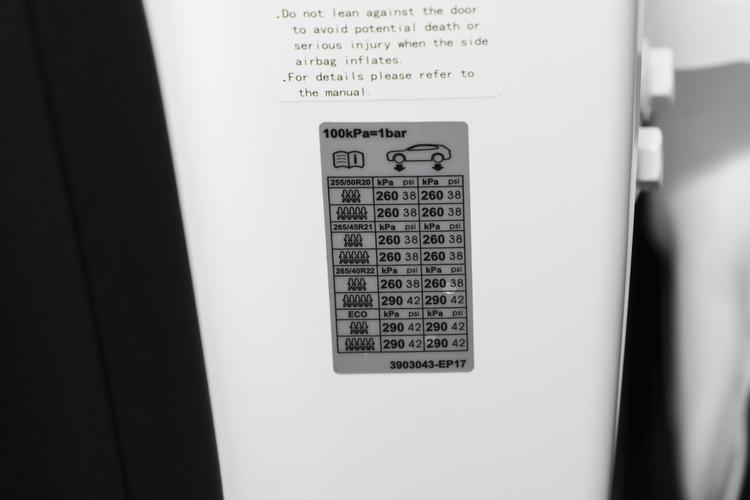 .Do not lean against the door
to avoid potential death or
serious injury when the side
airbag inflates.
.For details please refer to
the manual.
100kPa=1bar
255/50R20 kPa psi kPa psi
260 38 260 38
260 38 260 38
265/45R21 kPa psi kPa psi
260 38 260 38
260 38 260 38
265/40R22 kPa psi kPa psi
260 38 260 38
290 42 290 42
ECO kPa psi kPa psi
290 42 290 42
290 42 290 42
3903043-EP17